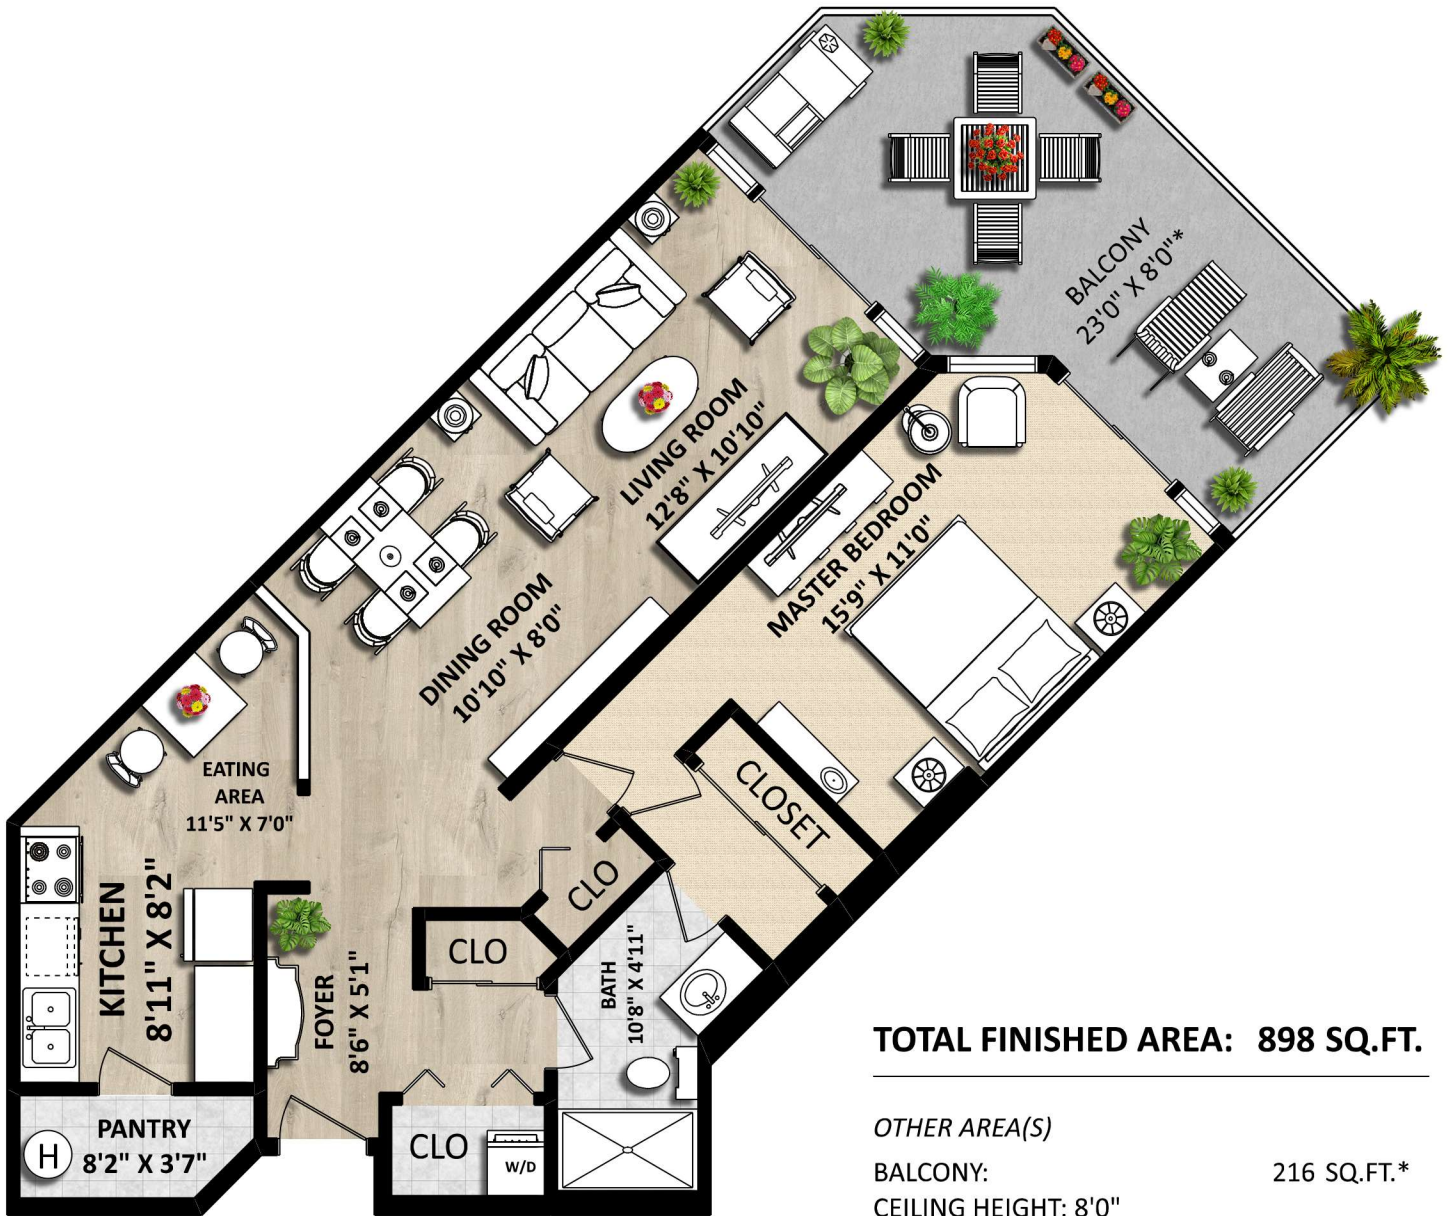 BALCONY
23'0" X 8'0"*
LIVING ROOM
12'8" X 10'10"
MASTER BEDROOM
15'9" X 11'0"
DINING ROOM
10'10" X 8'0"
EATING
AREA
11'5" X 7'0"
CLOSET
KITCHEN
8'11" X 8'2"
CLO
CLO
FOYER
8'6" X 5'1"
BATH
10'8" X 4'11"
PANTRY
8'2" X 3'7"
H
CLO
W/D
TOTAL FINISHED AREA: 898 SQ.FT.
OTHER AREA(S)
BALCONY: 216 SQ.FT.*
CEILING HEIGHT: 8'0"